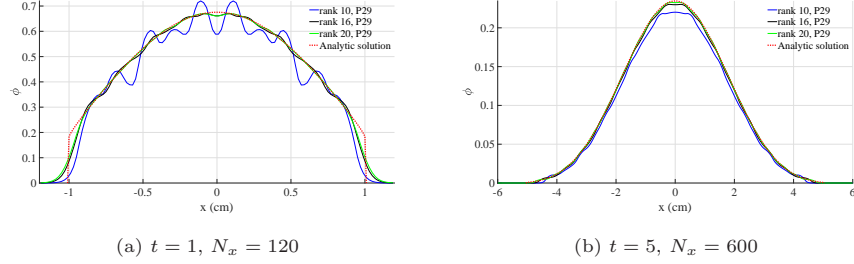 0.7
0.6
0.5
0.4
0.3
0.2
0.1
0
ϕ
-1
-0.5
0
0.5
1
x (cm)
rank 10, P29
rank 16, P29
rank 20, P29
Analytic solution
(a) t = 1, Nₓ = 120
0.2
0.15
0.1
0.05
0
ϕ
-6
-4
-2
0
2
4
6
x (cm)
rank 10, P29
rank 16, P29
rank 20, P29
Analytic solution
(b) t = 5, Nₓ = 600